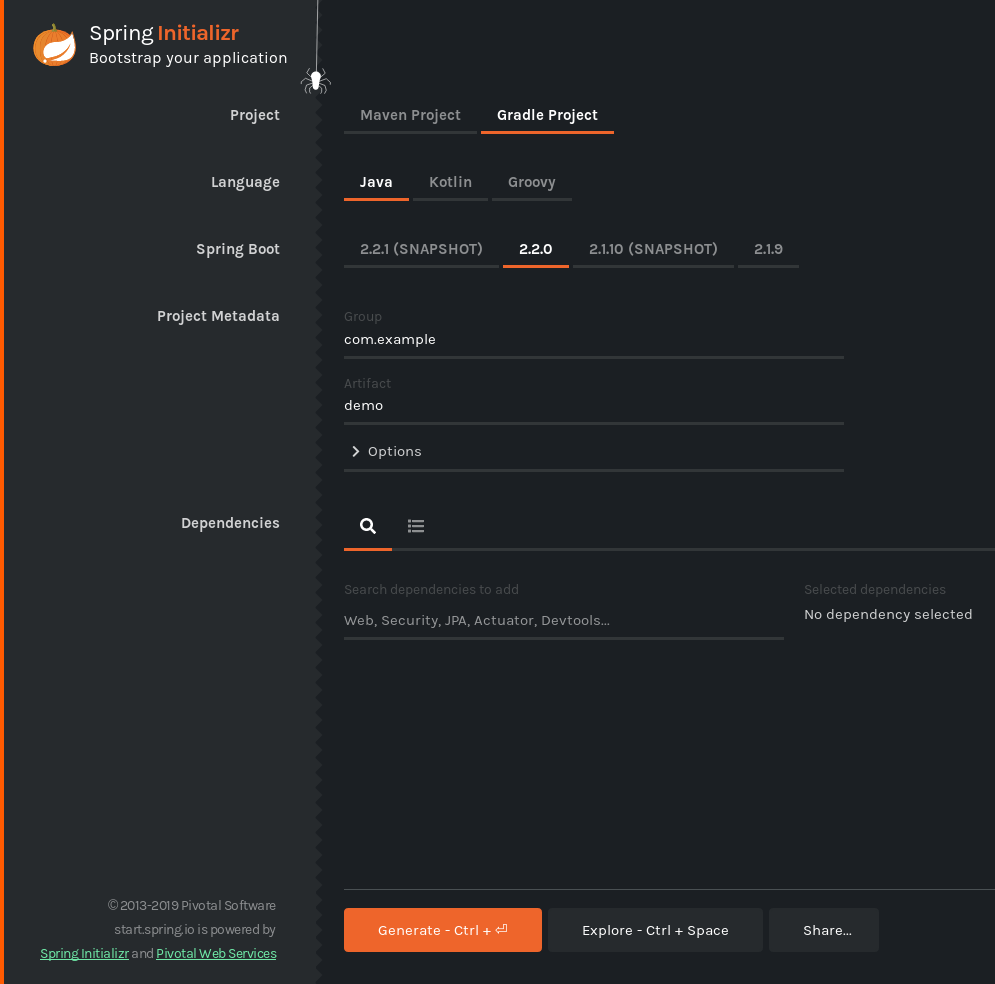 Spring Initializr
Bootstrap your application
Project
Maven Project
Gradle Project
Language
Java
Kotlin
Groovy
Spring Boot
2.2.1 (SNAPSHOT)
2.2.0
2.1.10 (SNAPSHOT)
2.1.9
Project Metadata
Group
com.example
Artifact
demo
Options
Dependencies
Search dependencies to add
Web, Security, JPA, Actuator, Devtools...
Selected dependencies
No dependency selected
© 2013-2019 Pivotal Software
start.spring.io is powered by
Spring Initializr and Pivotal Web Services
Generate - Ctrl + ⏎
Explore - Ctrl + Space
Share...